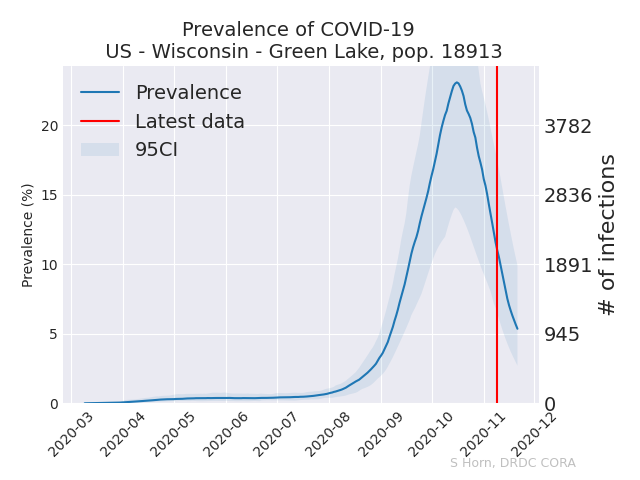 Prevalence of COVID-19
US - Wisconsin - Green Lake, pop. 18913
Prevalence
Latest data
95CI
Prevalence (%)
20
15
10
5
0
3782
2836
1891
945
0
# of infections
2020-03
2020-04
2020-05
2020-06
2020-07
2020-08
2020-09
2020-10
2020-11
2020-12
S Horn, DRDC CORA